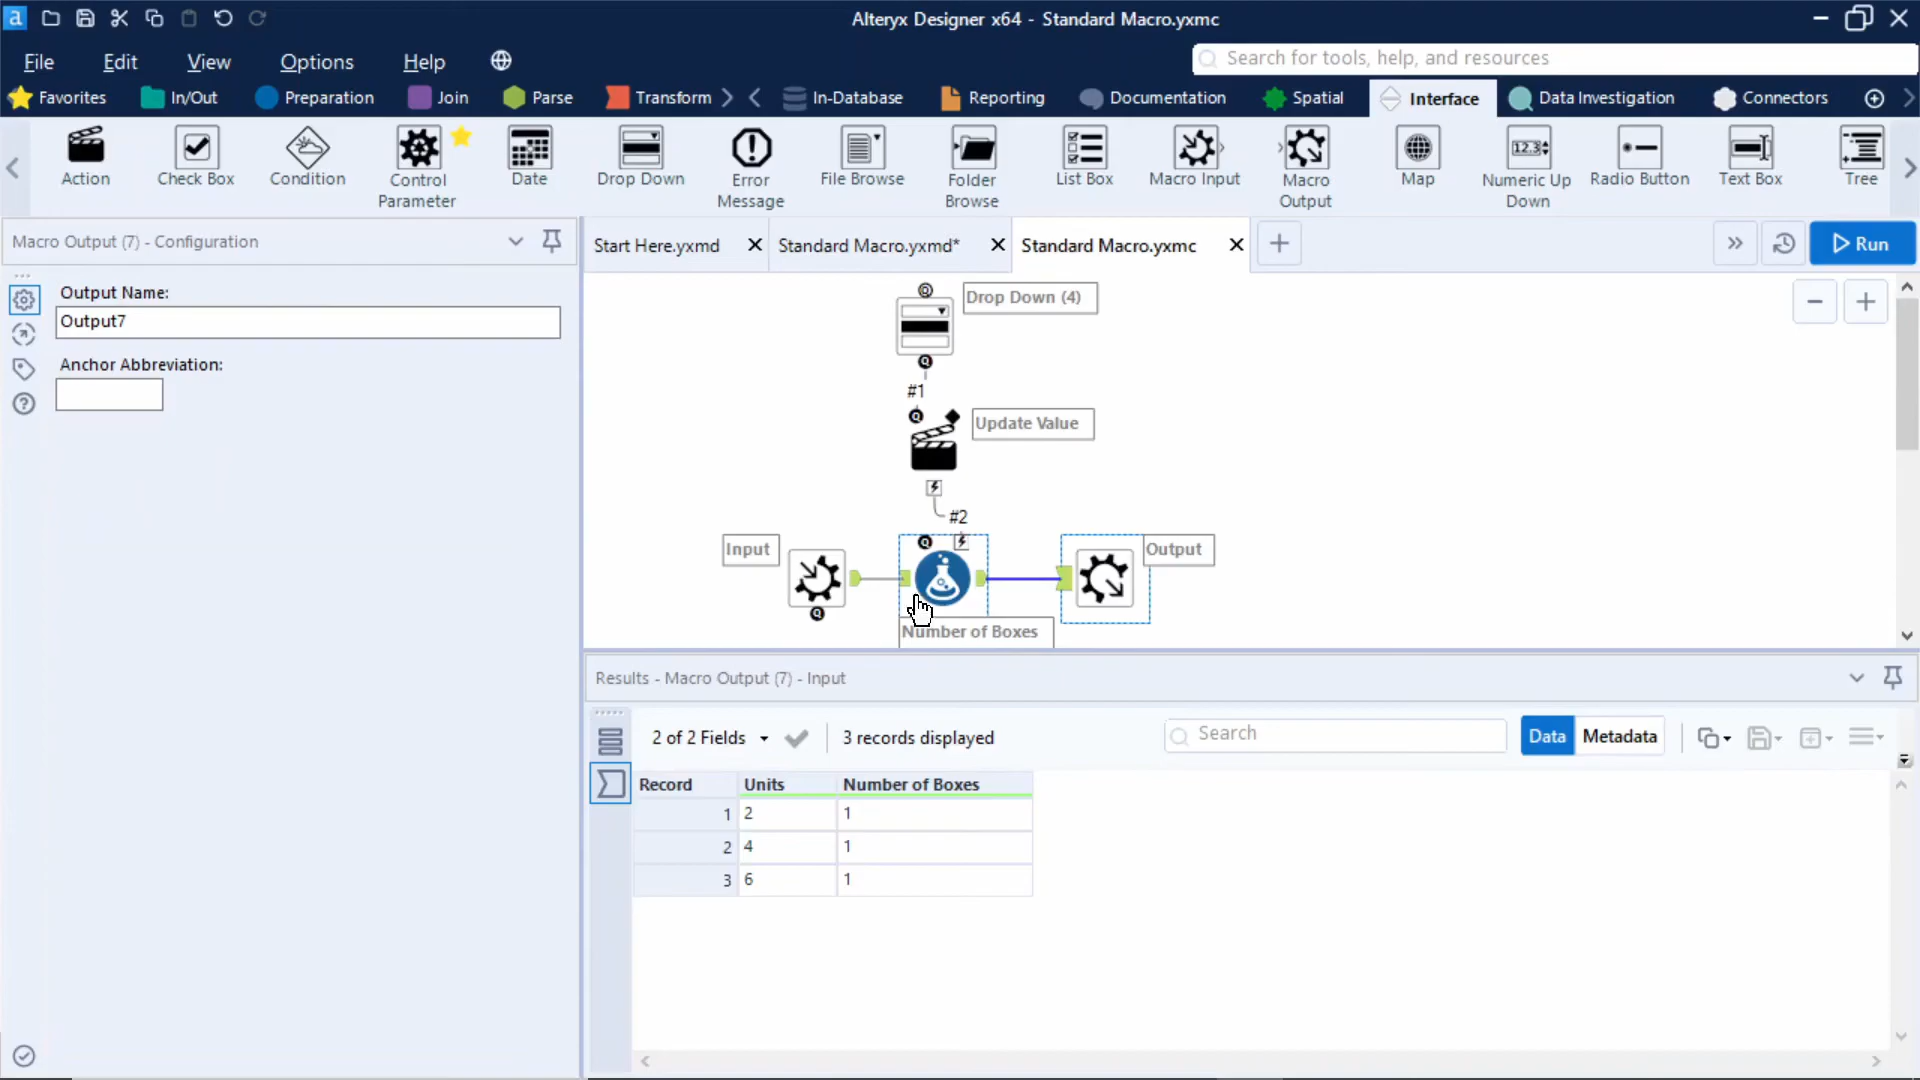 a
Alteryx Designer x64 - Standard Macro.yxmc
File Edit View Options Help
Search for tools, help, and resources
Favorites In/Out Preparation Join Parse Transform In-Database Reporting Documentation Spatial Interface Data Investigation Connectors
Action
Check Box
Condition
Control
Parameter
Date
Drop Down
Error
Message
File Browse
Folder
Browse
List Box
Macro Input
Macro
Output
Map
12.3
Numeric Up
Down
Radio Button
Text Box
Tree
Macro Output (7) - Configuration
Start Here.yxmd
Standard Macro.yxmd*
Standard Macro.yxmc
Run
Output Name:
Output7
Anchor Abbreviation:
Drop Down (4)
Q
Q
#1
Q
Update Value
#2
Input
Q
Q
Output
Number of Boxes
Results - Macro Output (7) - Input
2 of 2 Fields
3 records displayed
Search
Data
Metadata
Record Units Number of Boxes
1 2 1
2 4 1
3 6 1